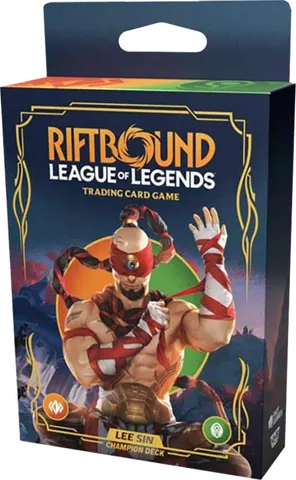 RIFTBOUND
LEAGUE OF LEGENDS
TRADING CARD GAME
LEE SIN
CHAMPION DECK